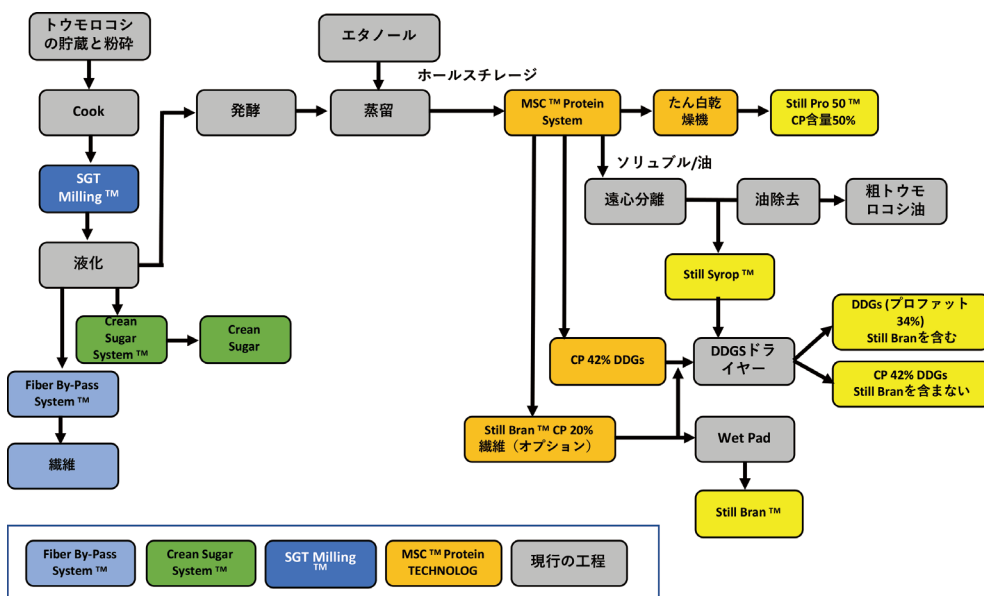 トウモロコシ
の貯蔵と粉砕
Cook
SGT
Milling ™
液化
Crean
Sugar
System ™
Crean
Sugar
Fiber By-Pass
System ™
繊維
発酵
エタノール
蒸留
ホールスチレージ
MSC ™ Protein
System
たん白乾
燥機
Still Pro 50 ™
CP含量50%
ソリュブル/油
遠心分離
油除去
粗トウモ
ロコシ油
Still Syrop ™
CP 42% DDGs
DDGSドラ
イヤー
DDGs (プロファット
34%)
Still Branを含む
CP 42% DDGs
Still Branを含まない
Still Bran ™ CP 20%
繊維（オプション）
Wet Pad
Still Bran ™
Fiber By-Pass
System ™
Crean Sugar
System ™
SGT Milling
™
MSC ™ Protein
TECHNOLOG
現行の工程